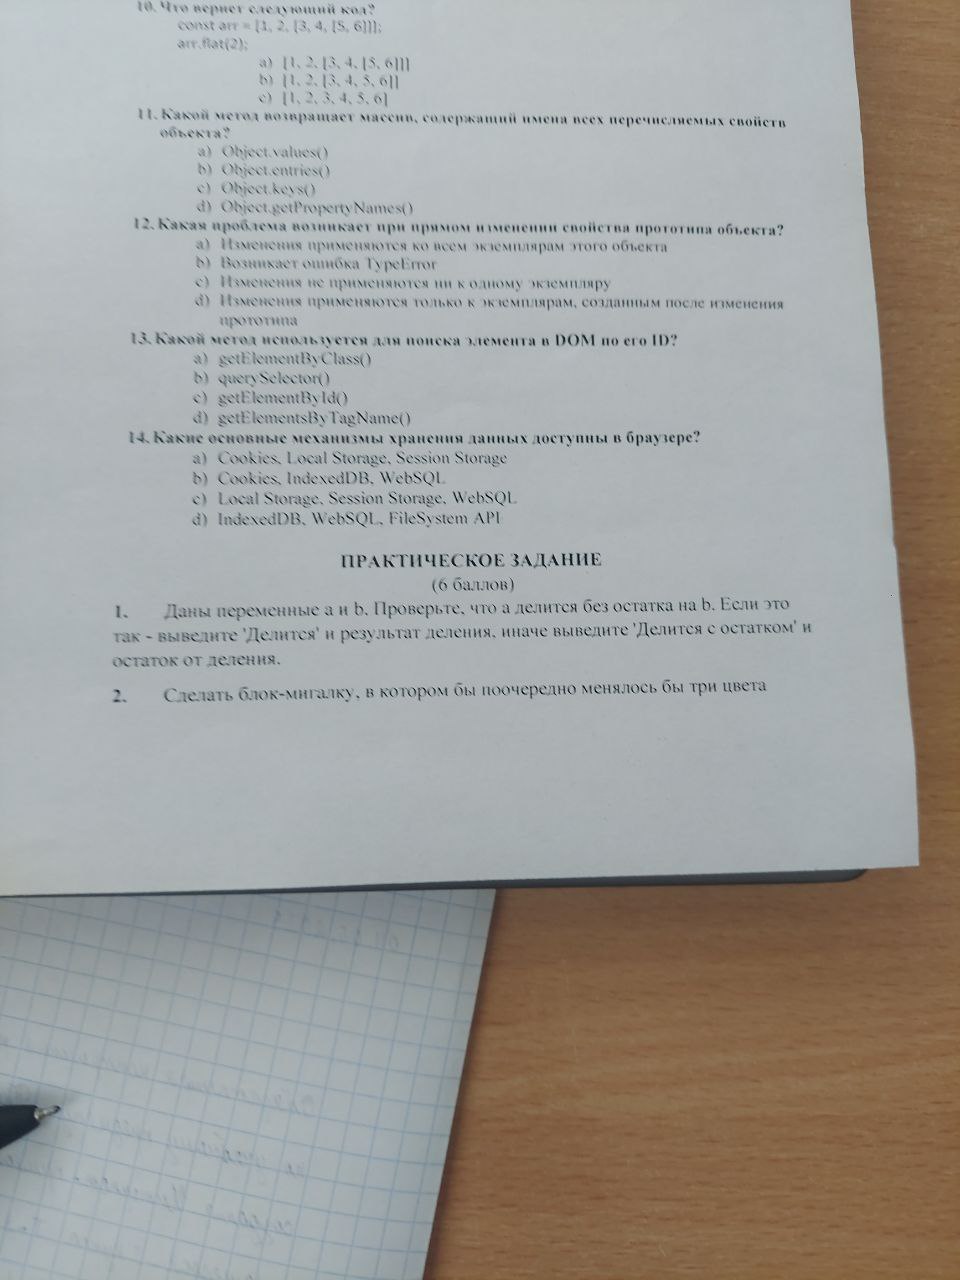 10. Что вернет следующий код?
const arr = [1, 2, [3, 4, [5, 6]]];
arr.flat(2);
a) [1, 2, [3, 4, [5, 6]]]
b) [1, 2, [3, 4, 5, 6]]
c) [1, 2, 3, 4, 5, 6]
11. Какой метод возвращает массив, содержащий имена всех перечисляемых свойств
объекта?
a) Object.values()
b) Object.entries()
c) Object.keys()
d) Object.getPropertyNames()
12. Какая проблема возникает при прямом изменении свойства прототипа объекта?
a) Изменения применяются ко всем экземплярам этого объекта
b) Возникает ошибка TypeError
c) Изменения не применяются ни к одному экземпляру
d) Изменения применяются только к экземплярам, созданным после изменения
прототипа
13. Какой метод используется для поиска элемента в DOM по его ID?
a) getElementByClass()
b) querySelector()
c) getElementById()
d) getElementsByTagName()
14. Какие основные механизмы хранения данных доступны в браузере?
a) Cookies, Local Storage, Session Storage
b) Cookies, IndexedDB, WebSQL
c) Local Storage, Session Storage, WebSQL
d) IndexedDB, WebSQL, FileSystem API
ПРАКТИЧЕСКОЕ ЗАДАНИЕ
(6 баллов)
1. Даны переменные a и b. Проверьте, что a делится без остатка на b. Если это
так - выведите 'Делится' и результат деления, иначе выведите 'Делится с остатком' и
остаток от деления.
2. Сделать блок-мигалку, в котором бы поочередно менялось бы три цвета